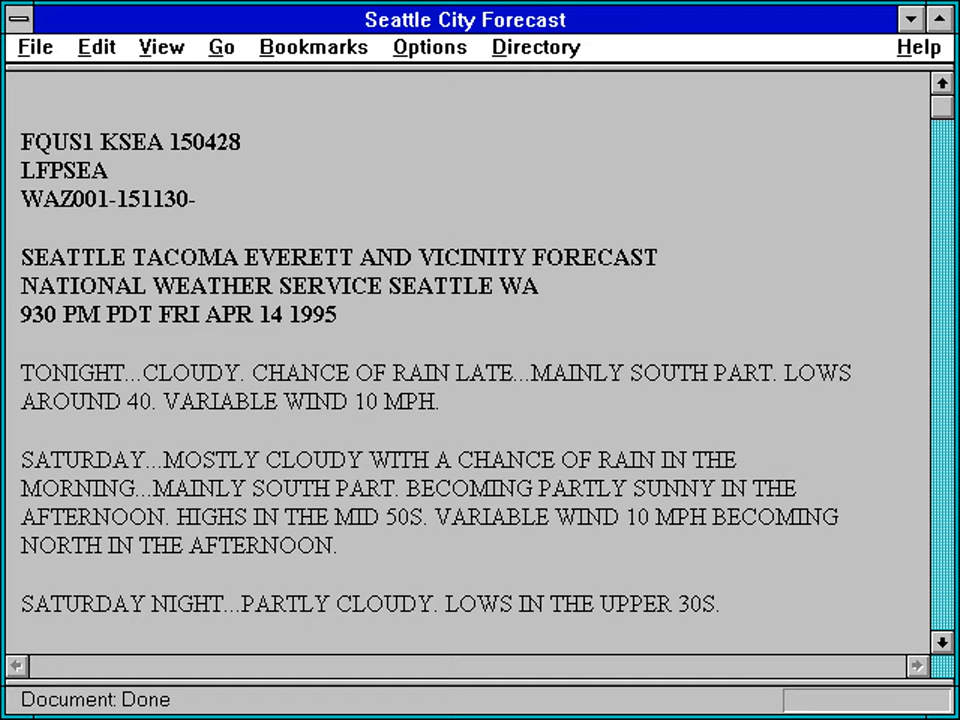 Seattle City Forecast
File Edit View Go Bookmarks Options Directory Help
FQUS1 KSEA 150428
LFPSEA
WAZ001-151130-
SEATTLE TACOMA EVERETT AND VICINITY FORECAST
NATIONAL WEATHER SERVICE SEATTLE WA
930 PM PDT FRI APR 14 1995
TONIGHT...CLOUDY. CHANCE OF RAIN LATE...MAINLY SOUTH PART. LOWS
AROUND 40. VARIABLE WIND 10 MPH.
SATURDAY...MOSTLY CLOUDY WITH A CHANCE OF RAIN IN THE
MORNING...MAINLY SOUTH PART. BECOMING PARTLY SUNNY IN THE
AFTERNOON. HIGHS IN THE MID 50S. VARIABLE WIND 10 MPH BECOMING
NORTH IN THE AFTERNOON.
SATURDAY NIGHT...PARTLY CLOUDY. LOWS IN THE UPPER 30S.
Document: Done